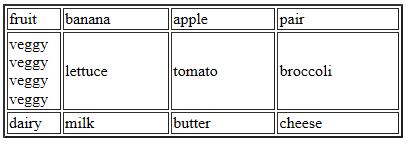 fruit banana apple pair
veggy
veggy
veggy
veggy
lettuce tomato broccoli
dairy milk butter cheese